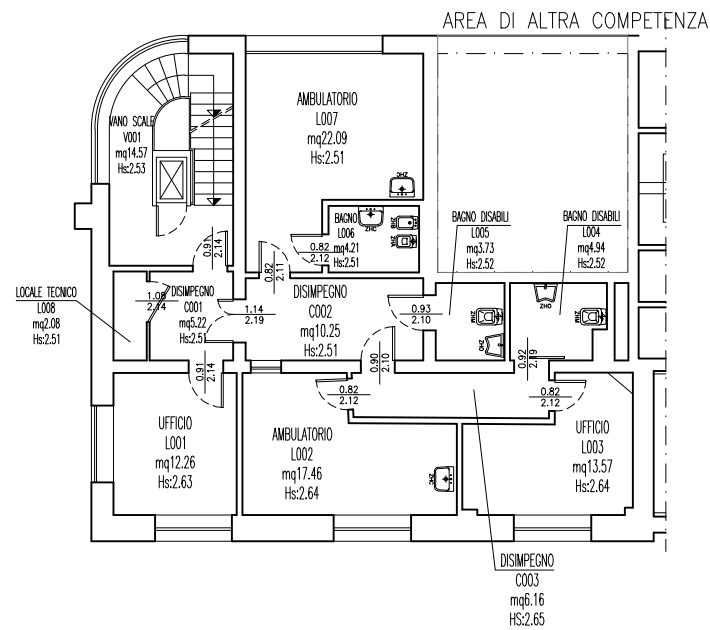 AREA DI ALTRA COMPETENZA
AMBULATORIO
L007
mq22.09
Hs:2.51
VANO SCALE
V001
mq14.57
Hs:2.53
BAGNO
L006
mq4.21
Hs:2.51
ZHC
ZHC
BAGNO DISABILI
L005
mq3.73
Hs:2.52
BAGNO DISABILI
L004
mq4.94
Hs:2.52
0.91
2.14
0.82
2.11
0.82
2.12
LOCALE TECNICO
L008
mq2.08
Hs:2.51
1.08
2.14
DISIMPEGNO
C001
mq5.22
Hs:2.51
1.14
2.19
DISIMPEGNO
C002
mq10.25
Hs:2.51
0.93
2.10
0.91
2.14
0.90
2.10
0.92
2.19
0.82
2.12
0.82
2.12
UFFICIO
L001
mq12.26
Hs:2.63
AMBULATORIO
L002
mq17.46
Hs:2.64
ZHC
UFFICIO
L003
mq13.57
Hs:2.64
DISIMPEGNO
C003
mq6.16
HS:2.65